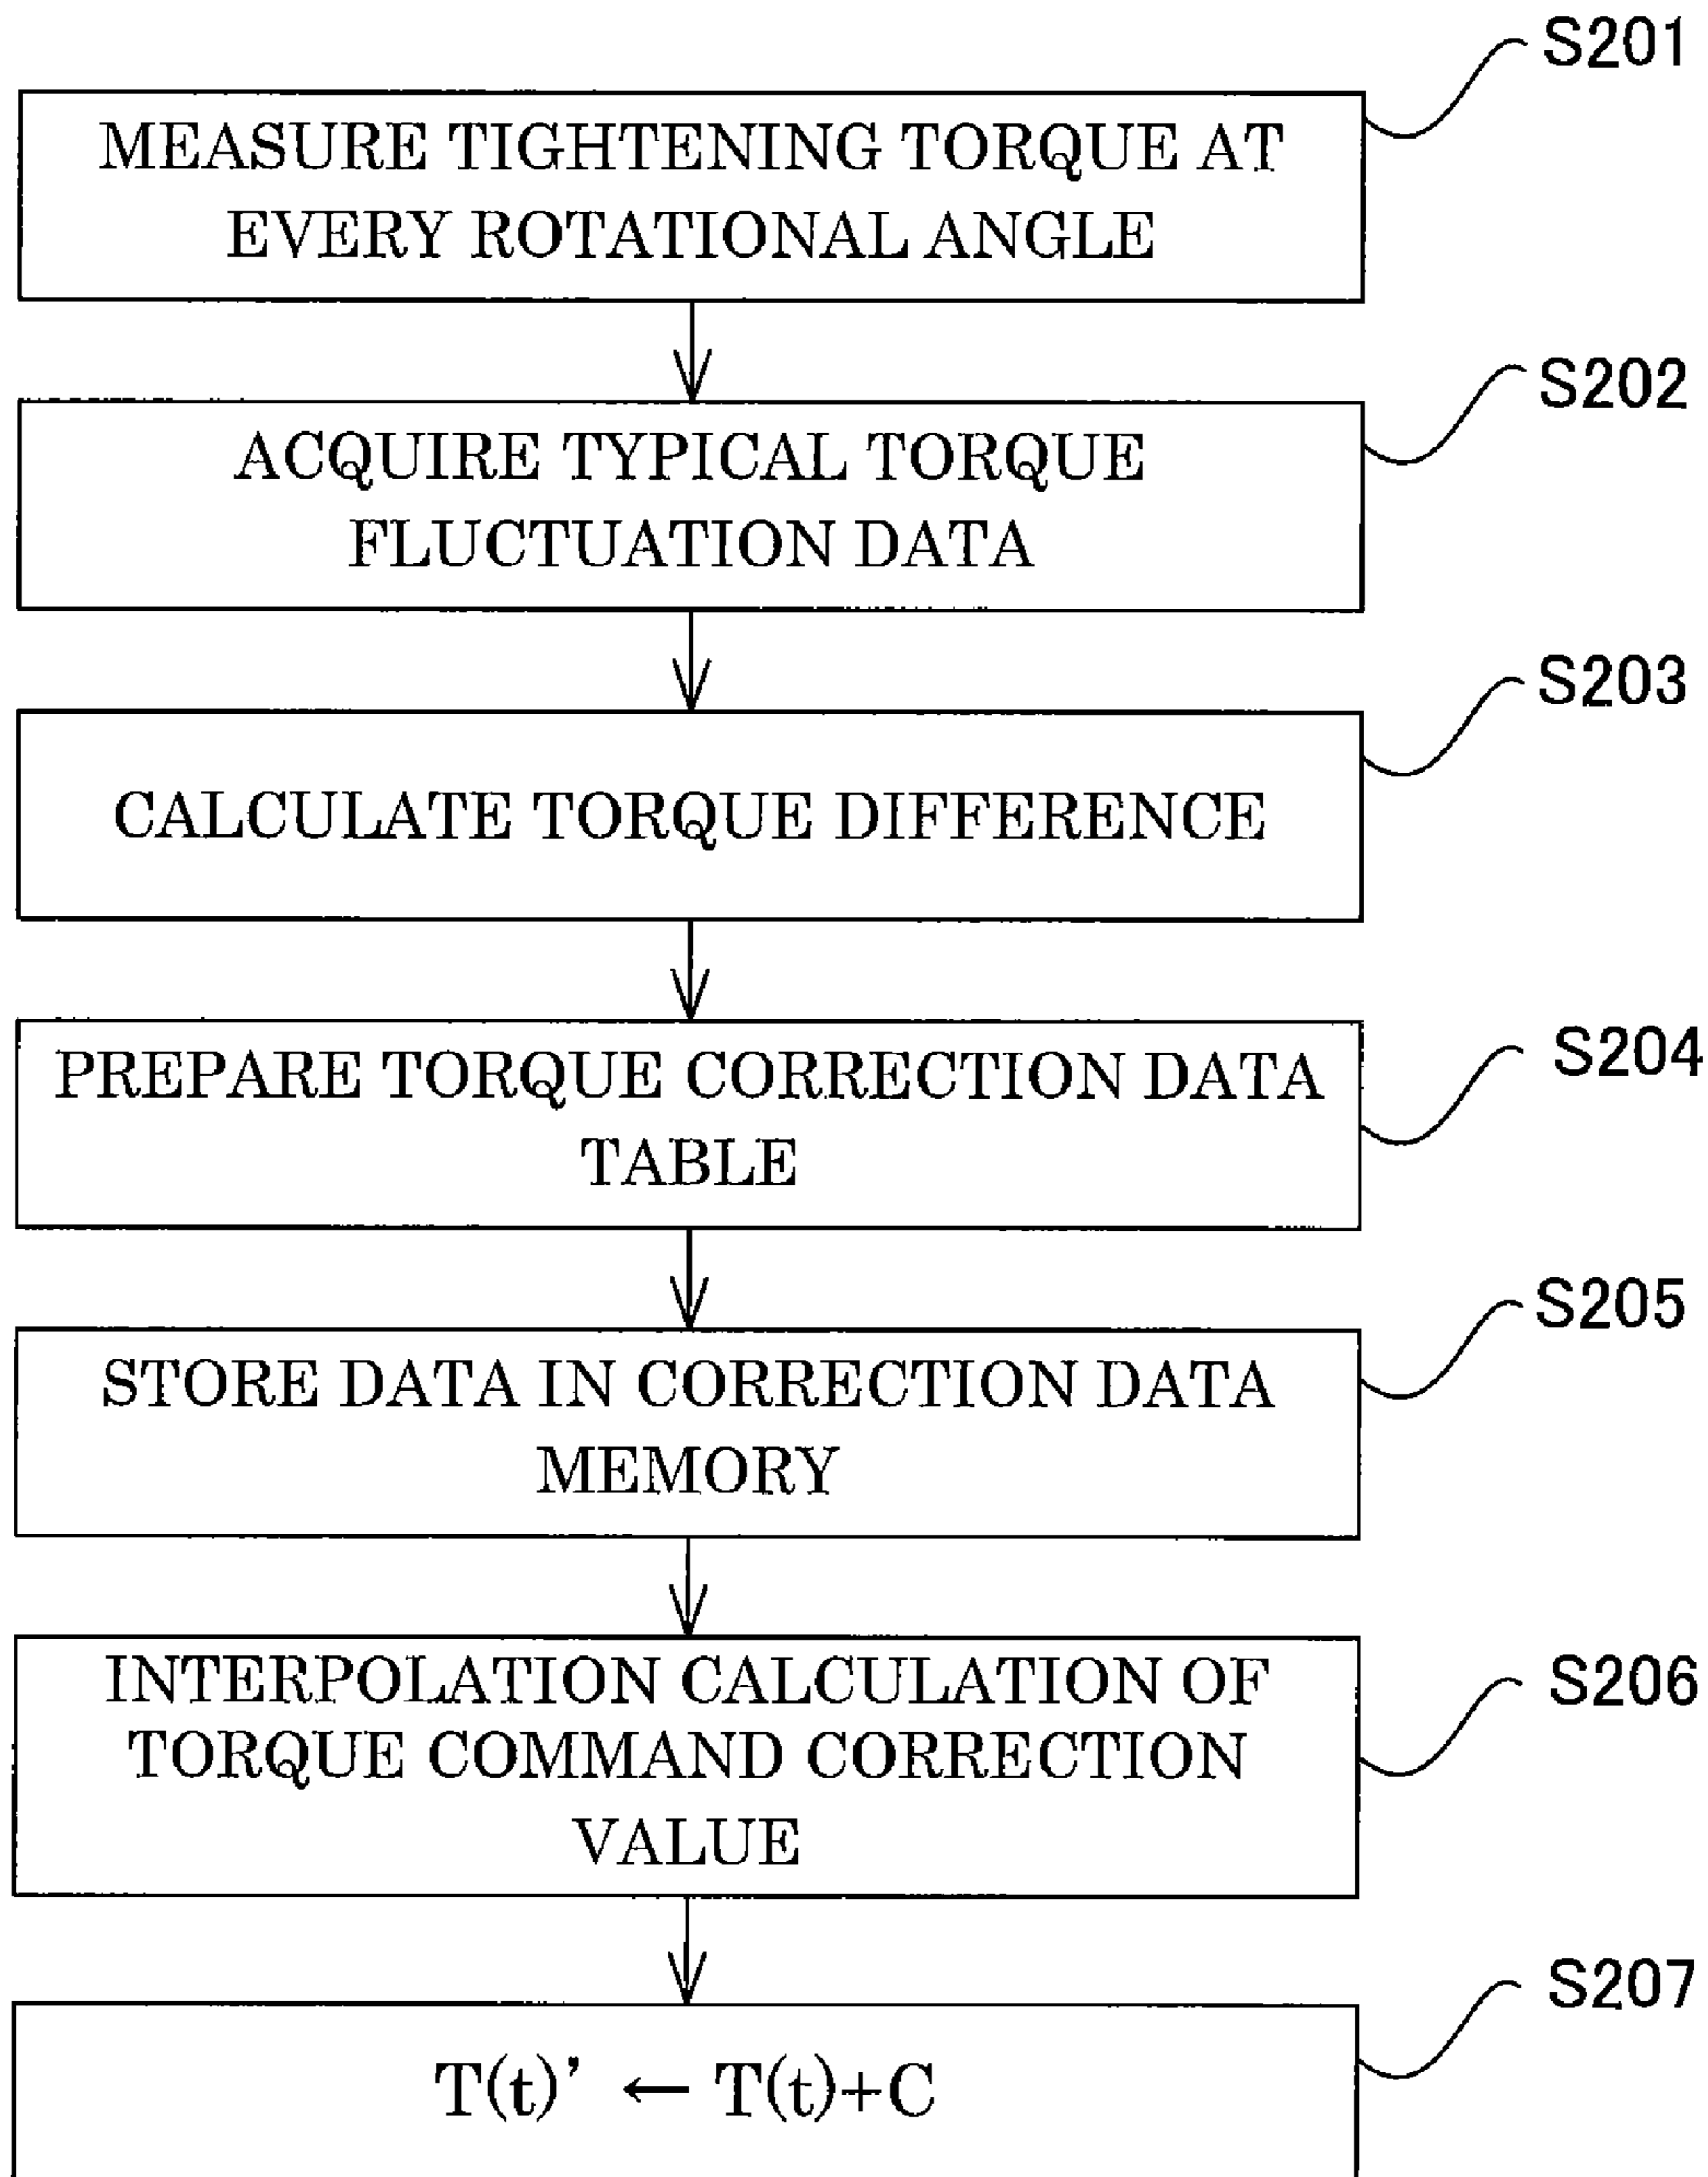 S201
MEASURE TIGHTENING TORQUE AT
EVERY ROTATIONAL ANGLE
S202
ACQUIRE TYPICAL TORQUE
FLUCTUATION DATA
S203
CALCULATE TORQUE DIFFERENCE
S204
PREPARE TORQUE CORRECTION DATA
TABLE
S205
STORE DATA IN CORRECTION DATA
MEMORY
S206
INTERPOLATION CALCULATION OF
TORQUE COMMAND CORRECTION
VALUE
S207
T(t)’ ← T(t)+C